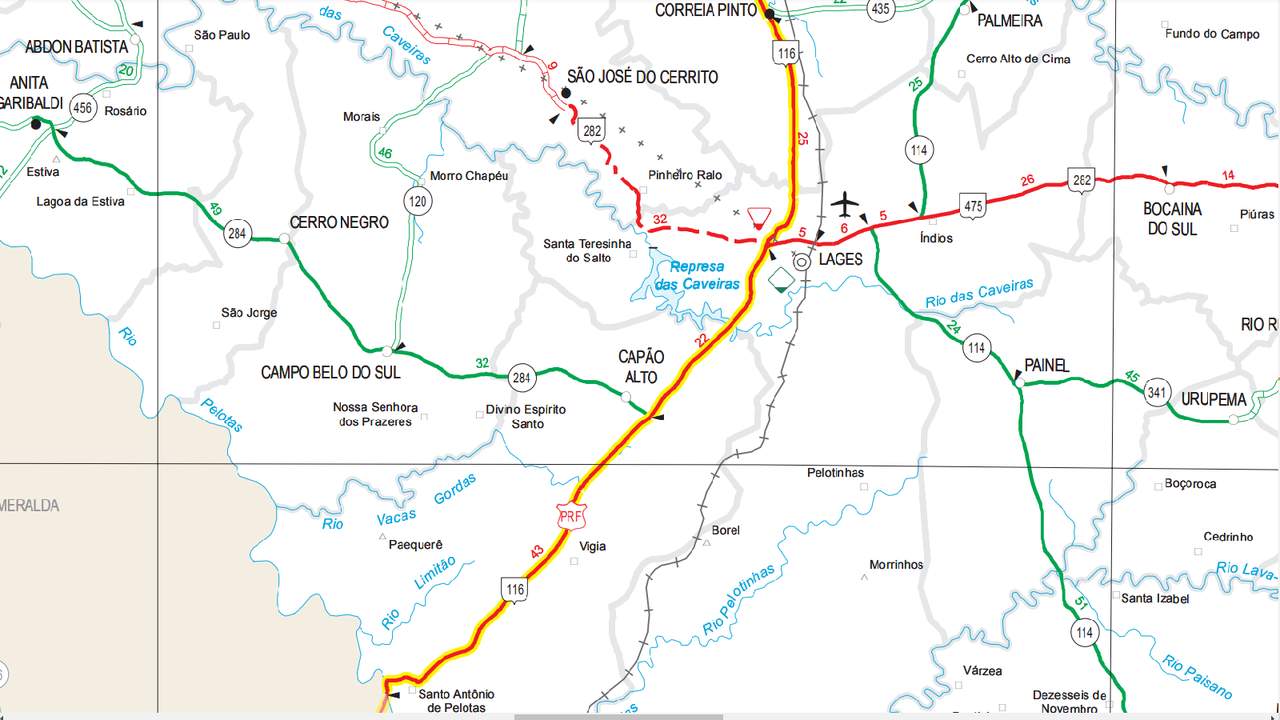 CORREIA PINTO
22
435
PALMEIRA
das
Caveiras
São Paulo
ABDON BATISTA
Fundo do Campo
116
Cerro Alto de Cima
20
9
SÃO JOSÉ DO CERRITO
ANITA
GARIBALDI
456
Rosário
25
Morais
282
25
114
46
Estiva
Morro Chapéu
Pinheiro Ralo
26
282
14
Lagoa da Estiva
120
49
284
CERRO NEGRO
32
5
6
5
475
BOCAINA
DO SUL
Piúras
Índios
Santa Teresinha
do Salto
LAGES
Represa
das Caveiras
Rio das Caveiras
São Jorge
Rio
24
114
22
RIO R
CAMPO BELO DO SUL
32
284
CAPÃO
ALTO
PAINEL
45
341
URUPEMA
Pelotas
Nossa Senhora
dos Prazeres
Divino Espírito
Santo
Pelotinhas
Boçoroca
MERALDA
Rio Vacas Gordas
PRF
Paequerê
Vigia
43
Borel
Cedrinho
Rio Limitão
Morrinhos
Rio Lava-
116
Rio Pelotinhas
Santa Izabel
51
114
Várzea
Rio Paisano
Santo Antônio
de Pelotas
Dezesseis de
Novembro